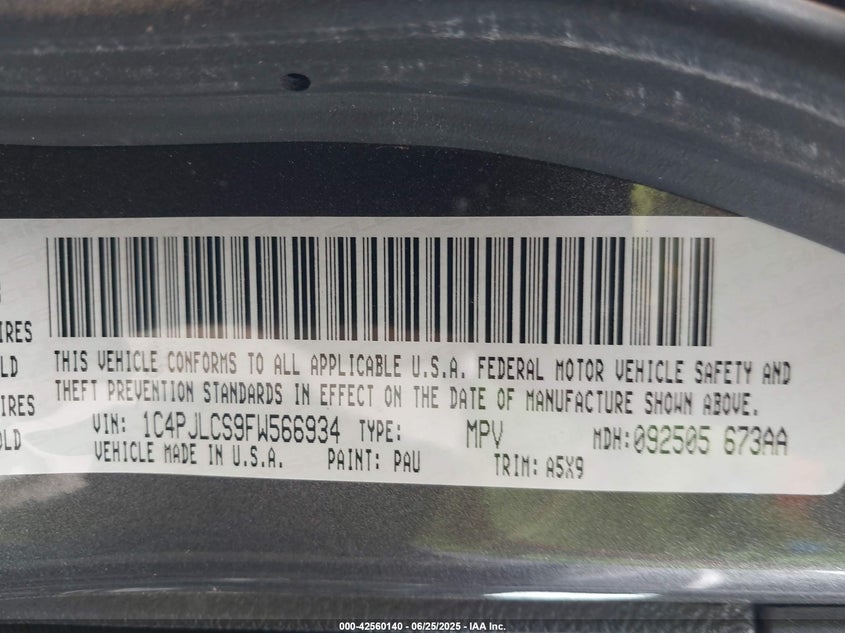 IRES
LD
IRES
OLD
THIS VEHICLE CONFORMS TO ALL APPLICABLE U.S.A. FEDERAL MOTOR VEHICLE SAFETY AND
THEFT PREVENTION STANDARDS IN EFFECT ON THE DATE OF MANUFACTURE SHOWN ABOVE.
VIN: 1C4PJLCS9FW566934 TYPE: MPV MDH:092505 673AA
VEHICLE MADE IN U.S.A. PAINT: PAU TRIM: A5X9
000-42560140 - 06/25/2025 - IAA Inc.